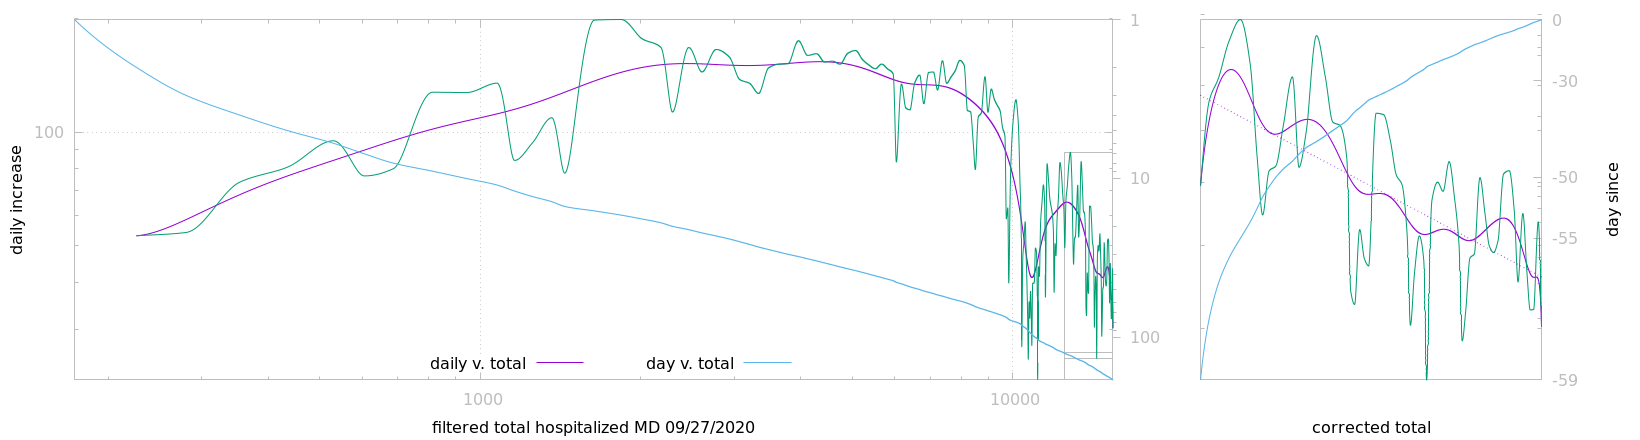 1
0
-30
100
daily increase
10
-50
day since
-55
100
daily v. total
day v. total
-59
1000
10000
filtered total hospitalized MD 09/27/2020
corrected total